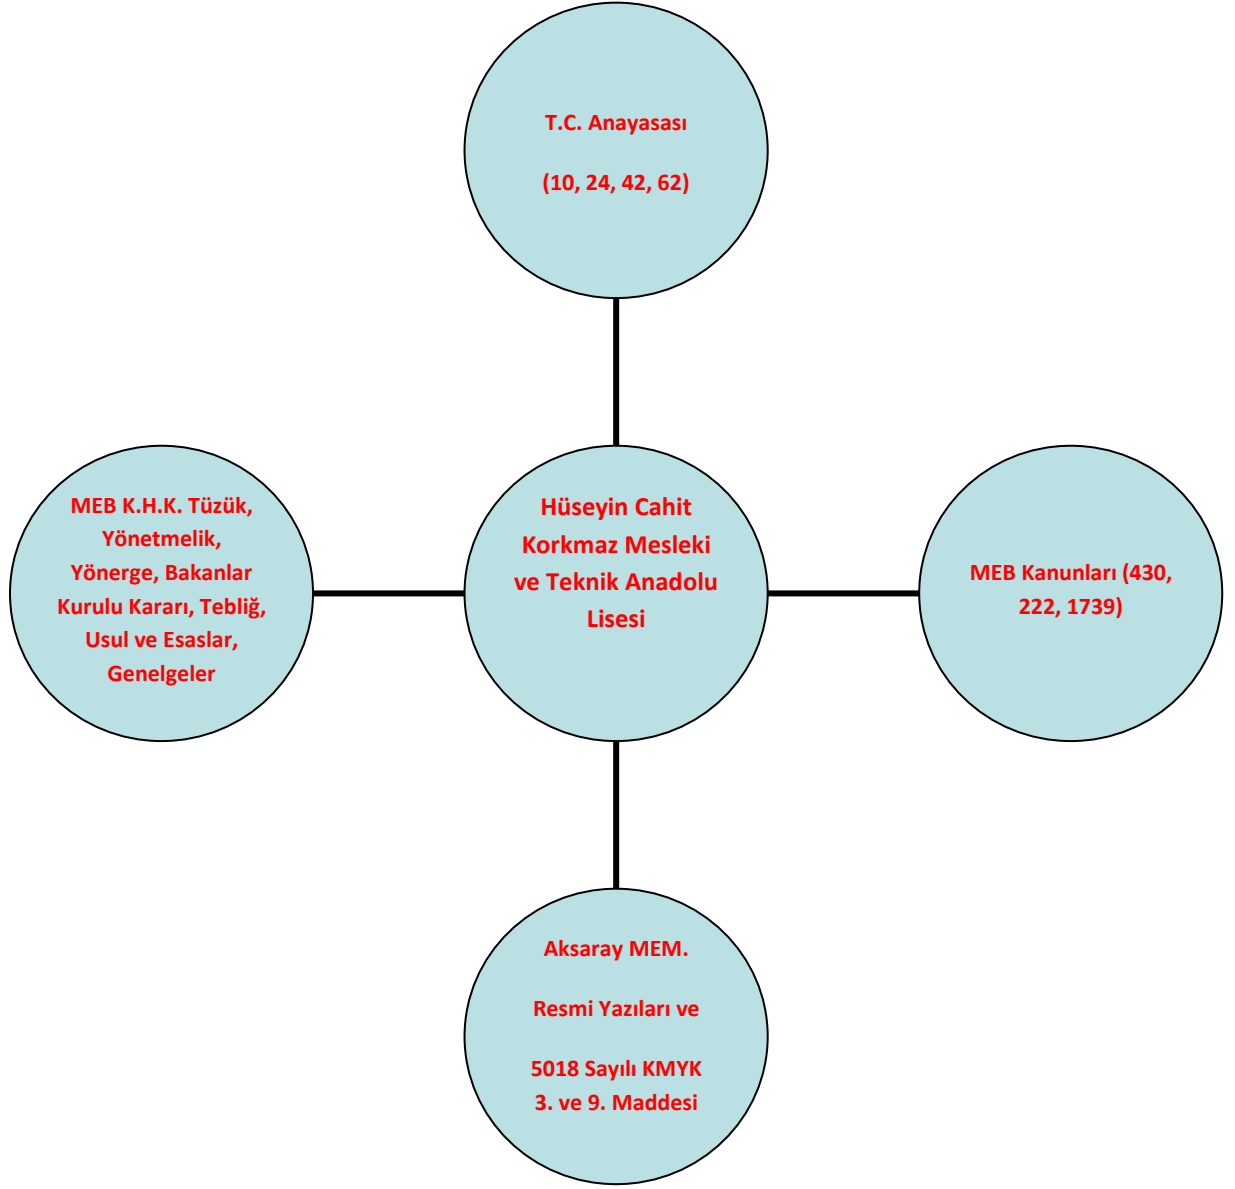 T.C. Anayasası
(10, 24, 42, 62)
MEB K.H.K. Tüzük,
Yönetmelik,
Yönerge, Bakanlar
Kurulu Kararı, Tebliğ,
Usul ve Esaslar,
Genelgeler
Hüseyin Cahit
Korkmaz Mesleki
ve Teknik Anadolu
Lisesi
MEB Kanunları (430,
222, 1739)
Aksaray MEM.
Resmi Yazıları ve
5018 Sayılı KMYK
3. ve 9. Maddesi